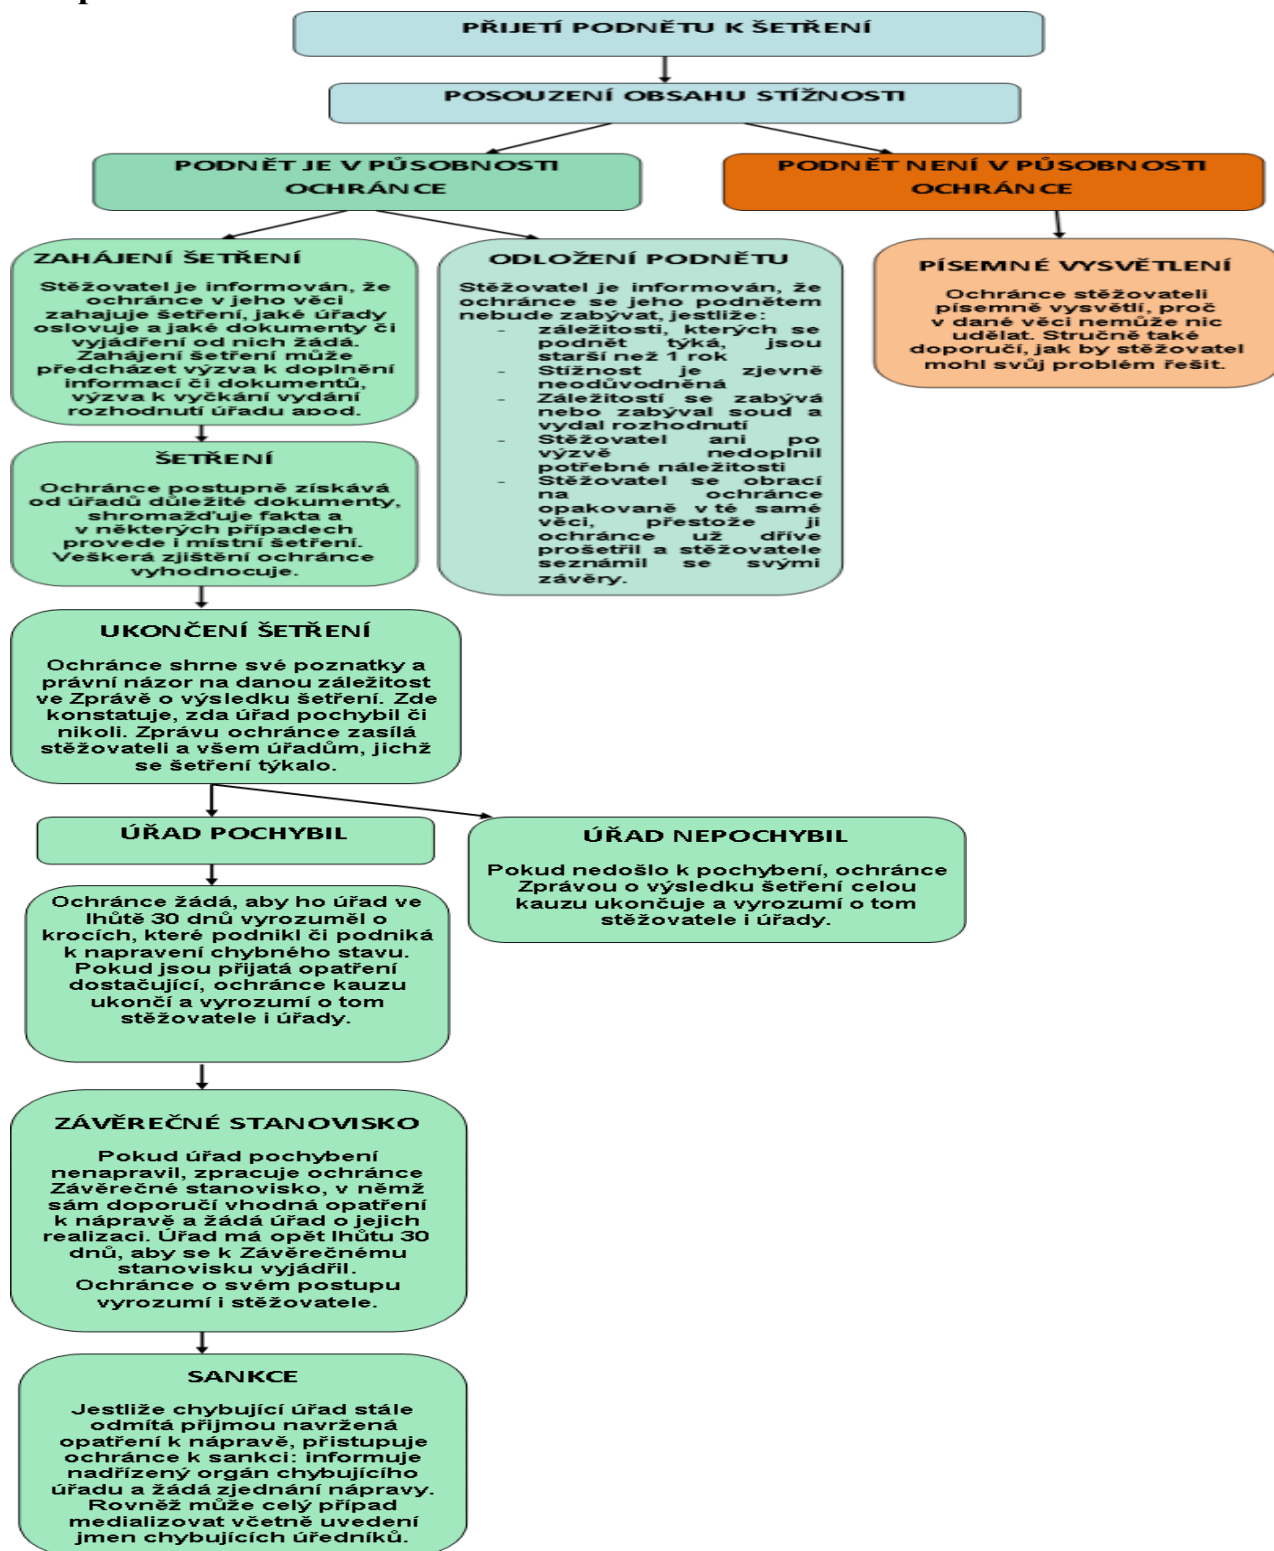 PŘIJETÍ PODNĚTU K ŠETŘENÍ
POSOUZENÍ OBSAHU STÍŽNOSTI
PODNĚT JE V PŮSOBNOSTI
OCHRÁNCE
PODNĚT NENÍ V PŮSOBNOSTI
OCHRÁNCE
ZAHÁJENÍ ŠETŘENÍ
Stěžovatel je informován, že
ochránce v jeho věci
zahajuje šetření, jaké úřady
oslovuje a jaké dokumenty či
vyjádření od nich žádá.
Zahájení šetření může
předcházet výzva k doplnění
informací či dokumentů,
výzva k vyčkání vydání
rozhodnutí úřadu apod.
ODLOŽENÍ PODNĚTU
Stěžovatel je informován, že
ochránce se jeho podnětem
nebude zabývat, jestliže:
- záležitosti, kterých se
podnět týká, jsou
starší než 1 rok
- Stížnost je zjevně
neodůvodněná
- Záležitostí se zabývá
nebo zabýval soud a
vydal rozhodnutí
- Stěžovatel ani po
výzvě nedoplnil
potřebné náležitosti
- Stěžovatel se obrací
na ochránce
opakovaně v té samé
věci, přestože ji
ochránce už dříve
prošetřil a stěžovatele
seznámil se svými
závěry.
PÍSEMNÉ VYSVĚTLENÍ
Ochránce stěžovateli
písemně vysvětlí, proč
v dané věci nemůže nic
udělat. Stručně také
doporučí, jak by stěžovatel
mohl svůj problém řešit.
ŠETŘENÍ
Ochránce postupně získává
od úřadů důležité dokumenty,
shromažďuje fakta a
v některých případech
provede i místní šetření.
Veškerá zjištění ochránce
vyhodnocuje.
UKONČENÍ ŠETŘENÍ
Ochránce shrne své poznatky a
právní názor na danou záležitost
ve Zprávě o výsledku šetření. Zde
konstatuje, zda úřad pochybil či
nikoli. Zprávu ochránce zasílá
stěžovateli a všem úřadům, jichž
se šetření týkalo.
ÚŘAD POCHYBIL
ÚŘAD NEPOCHYBIL
Pokud nedošlo k pochybení, ochránce
Zprávou o výsledku šetření celou
kauzu ukončuje a vyrozumí o tom
stěžovatele i úřady.
Ochránce žádá, aby ho úřad ve
lhůtě 30 dnů vyrozuměl o
krocích, které podnikl či podniká
k napravení chybného stavu.
Pokud jsou přijatá opatření
dostačující, ochránce kauzu
ukončí a vyrozumí o tom
stěžovatele i úřady.
ZÁVĚREČNÉ STANOVISKO
Pokud úřad pochybení
nenapravil, zpracuje ochránce
Závěrečné stanovisko, v němž
sám doporučí vhodná opatření
k nápravě a žádá úřad o jejich
realizaci. Úřad má opět lhůtu 30
dnů, aby se k Závěrečnému
stanovisku vyjádřil.
Ochránce o svém postupu
vyrozumí i stěžovatele.
SANKCE
Jestliže chybující úřad stále
odmítá přijmou navržená
opatření k nápravě, přistupuje
ochránce k sankci: informuje
nadřízený orgán chybujícího
úřadu a žádá zjednání nápravy.
Rovněž může celý případ
medializovat včetně uvedení
jmen chybujících úředníků.